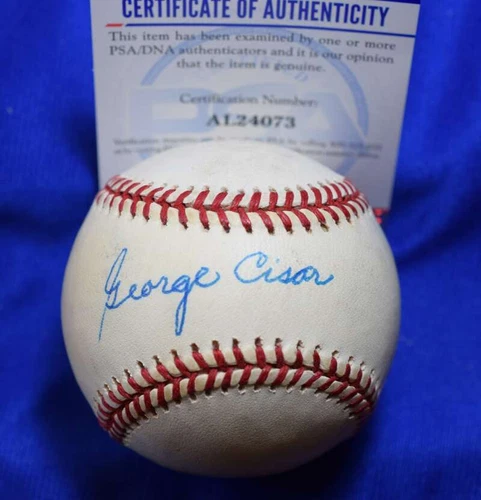 CERTIFICATE OF AUTHENTICITY
This item has been examined by one or more
PSA/DNA authenticators and it is our opinion
that the item is genuine.
Certification Number:
AL24073
George Cisar